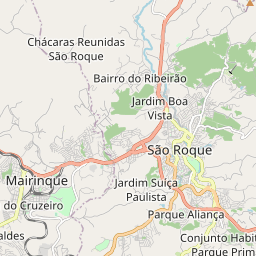 Chácaras Reunidas
São Roque
Bairro do Ribeirão
Jardim Boa
Vista
São Roque
Mairinque
Jardim Suíça
Paulista
do Cruzeiro
Parque Aliança
aldes
Conjunto Habit
Parque Prim